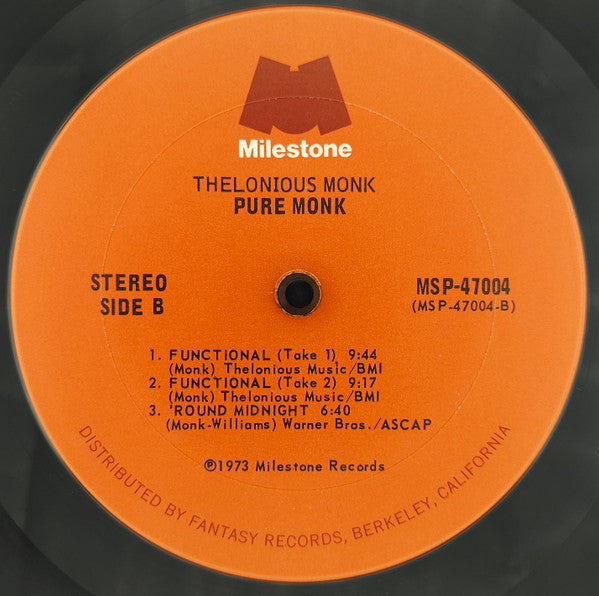 Milestone
THELONIOUS MONK
PURE MONK
STEREO
SIDE B
MSP-47004
(MSP-47004-B)
1. FUNCTIONAL (Take 1) 9:44
(Monk) Thelonious Music/BMI
2. FUNCTIONAL (Take 2) 9:17
(Monk) Thelonious Music/BMI
3. 'ROUND MIDNIGHT 6:40
(Monk-Williams) Warner Bros./ASCAP
℗1973 Milestone Records
DISTRIBUTED BY FANTASY RECORDS, BERKELEY, CALIFORNIA